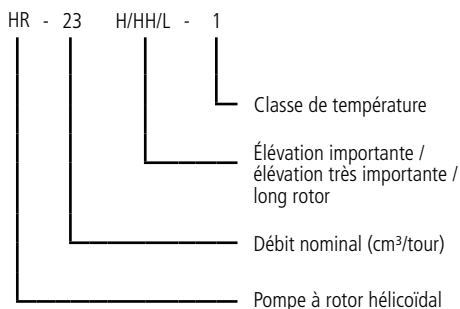 HR - 23 H/HH/L - 1
Classe de température
Élévation importante /
élévation très importante /
long rotor
Débit nominal (cm³/tour)
Pompe à rotor hélicoïdal